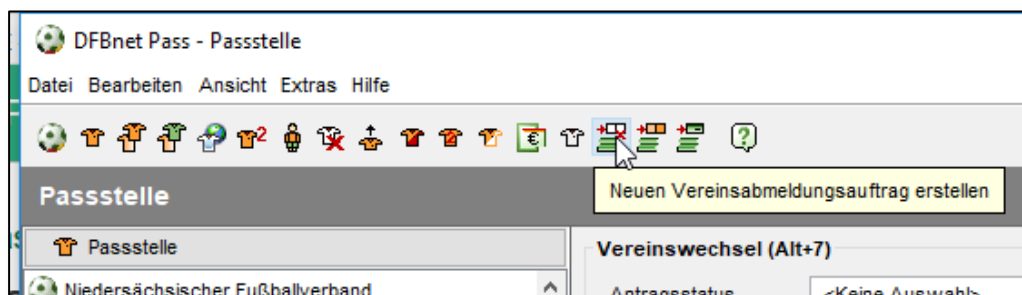 DFBnet Pass - Passstelle
Datei Bearbeiten Ansicht Extras Hilfe
Passstelle
Neuen Vereinsabmeldungsauftrag erstellen
Passstelle
Vereinswechsel (Alt+7)
Niedersächsischer Fußballverband
Antragsstatus
<Keine Auswahl>